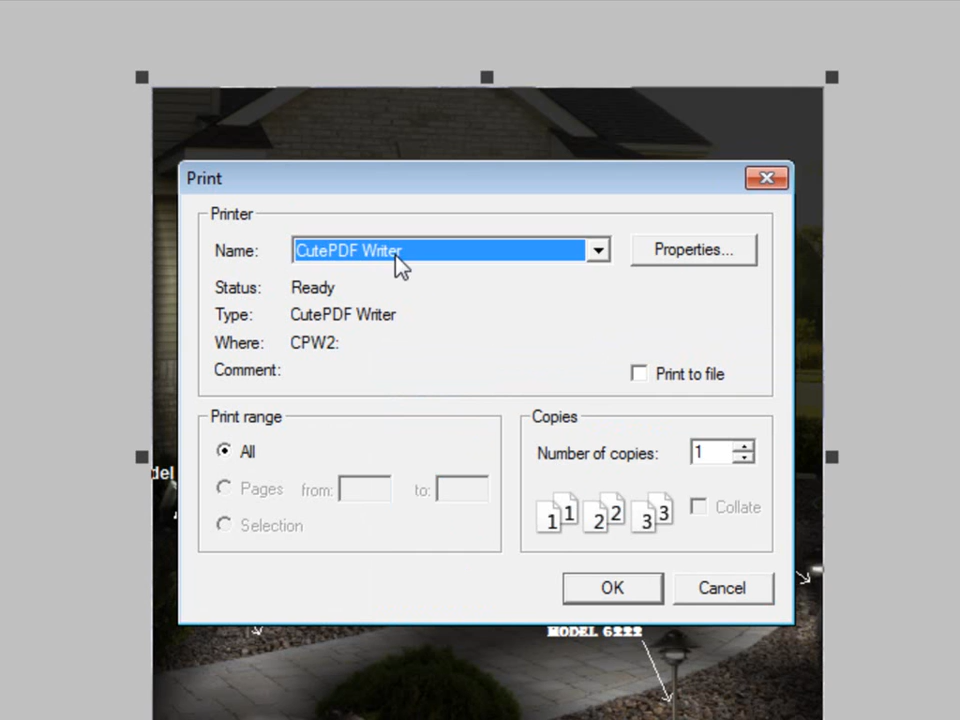 Print
Printer
Name: CutePDF Writer Properties...
Status: Ready
Type: CutePDF Writer
Where: CPW2:
Comment:
Print to file
Print range
All
Pages from: to:
Selection
Copies
Number of copies: 1
1 1 2 2 3 3 Collate
OK Cancel
del
MODEL 6222